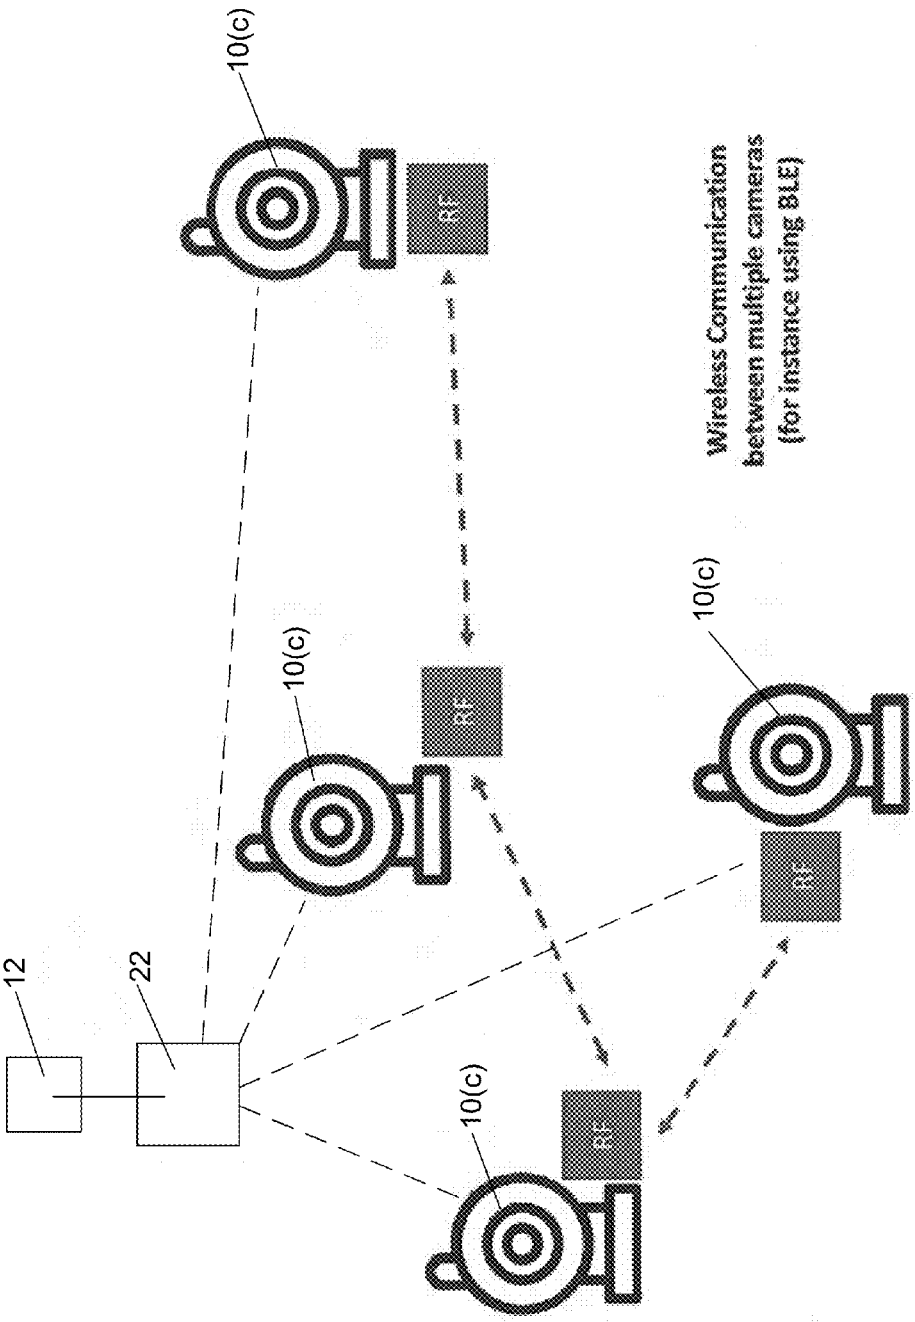 12
22
10(c)
RF
10(c)
RF
10(c)
RF
10(c)
RF
Wireless Communication
between multiple cameras
(for instance using BLE)